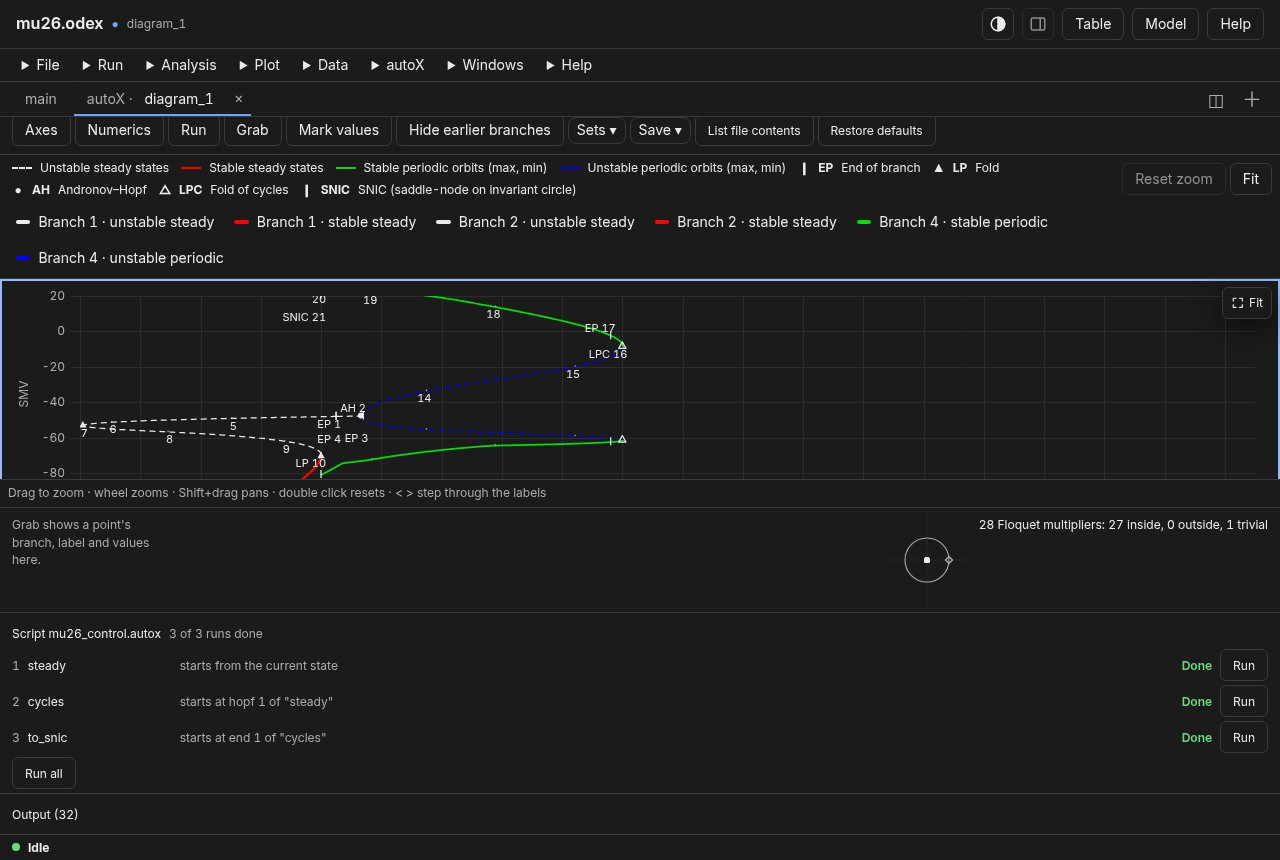 mu26.odex ● diagram_1 Table Model Help
▶ File ▶ Run ▶ Analysis ▶ Plot ▶ Data ▶ autoX ▶ Windows ▶ Help
main autoX · diagram_1 ×
Axes Numerics Run Grab Mark values Hide earlier branches Sets ▾ Save ▾ List file contents Restore defaults
Unstable steady states Stable steady states Stable periodic orbits (max, min) Unstable periodic orbits (max, min) EP End of branch ▲ LP Fold
● AH Andronov–Hopf △ LPC Fold of cycles SNIC SNIC (saddle-node on invariant circle)
Reset zoom Fit
Branch 1 · unstable steady Branch 1 · stable steady Branch 2 · unstable steady Branch 2 · stable steady Branch 4 · stable periodic
Branch 4 · unstable periodic
20 20 19
Fit
SNIC 21 18
0 EP 17
LPC 16
-20 15
SMV
-40 14
AH 2
7 6 5 EP 1
-60 8 EP 4 EP 3
9
LP 10
-80
Drag to zoom · wheel zooms · Shift+drag pans · double click resets · < > step through the labels
Grab shows a point's
branch, label and values
here.
28 Floquet multipliers: 27 inside, 0 outside, 1 trivial
Script mu26_control.autox 3 of 3 runs done
1 steady starts from the current state Done Run
2 cycles starts at hopf 1 of "steady" Done Run
3 to_snic starts at end 1 of "cycles" Done Run
Run all
Output (32)
Idle